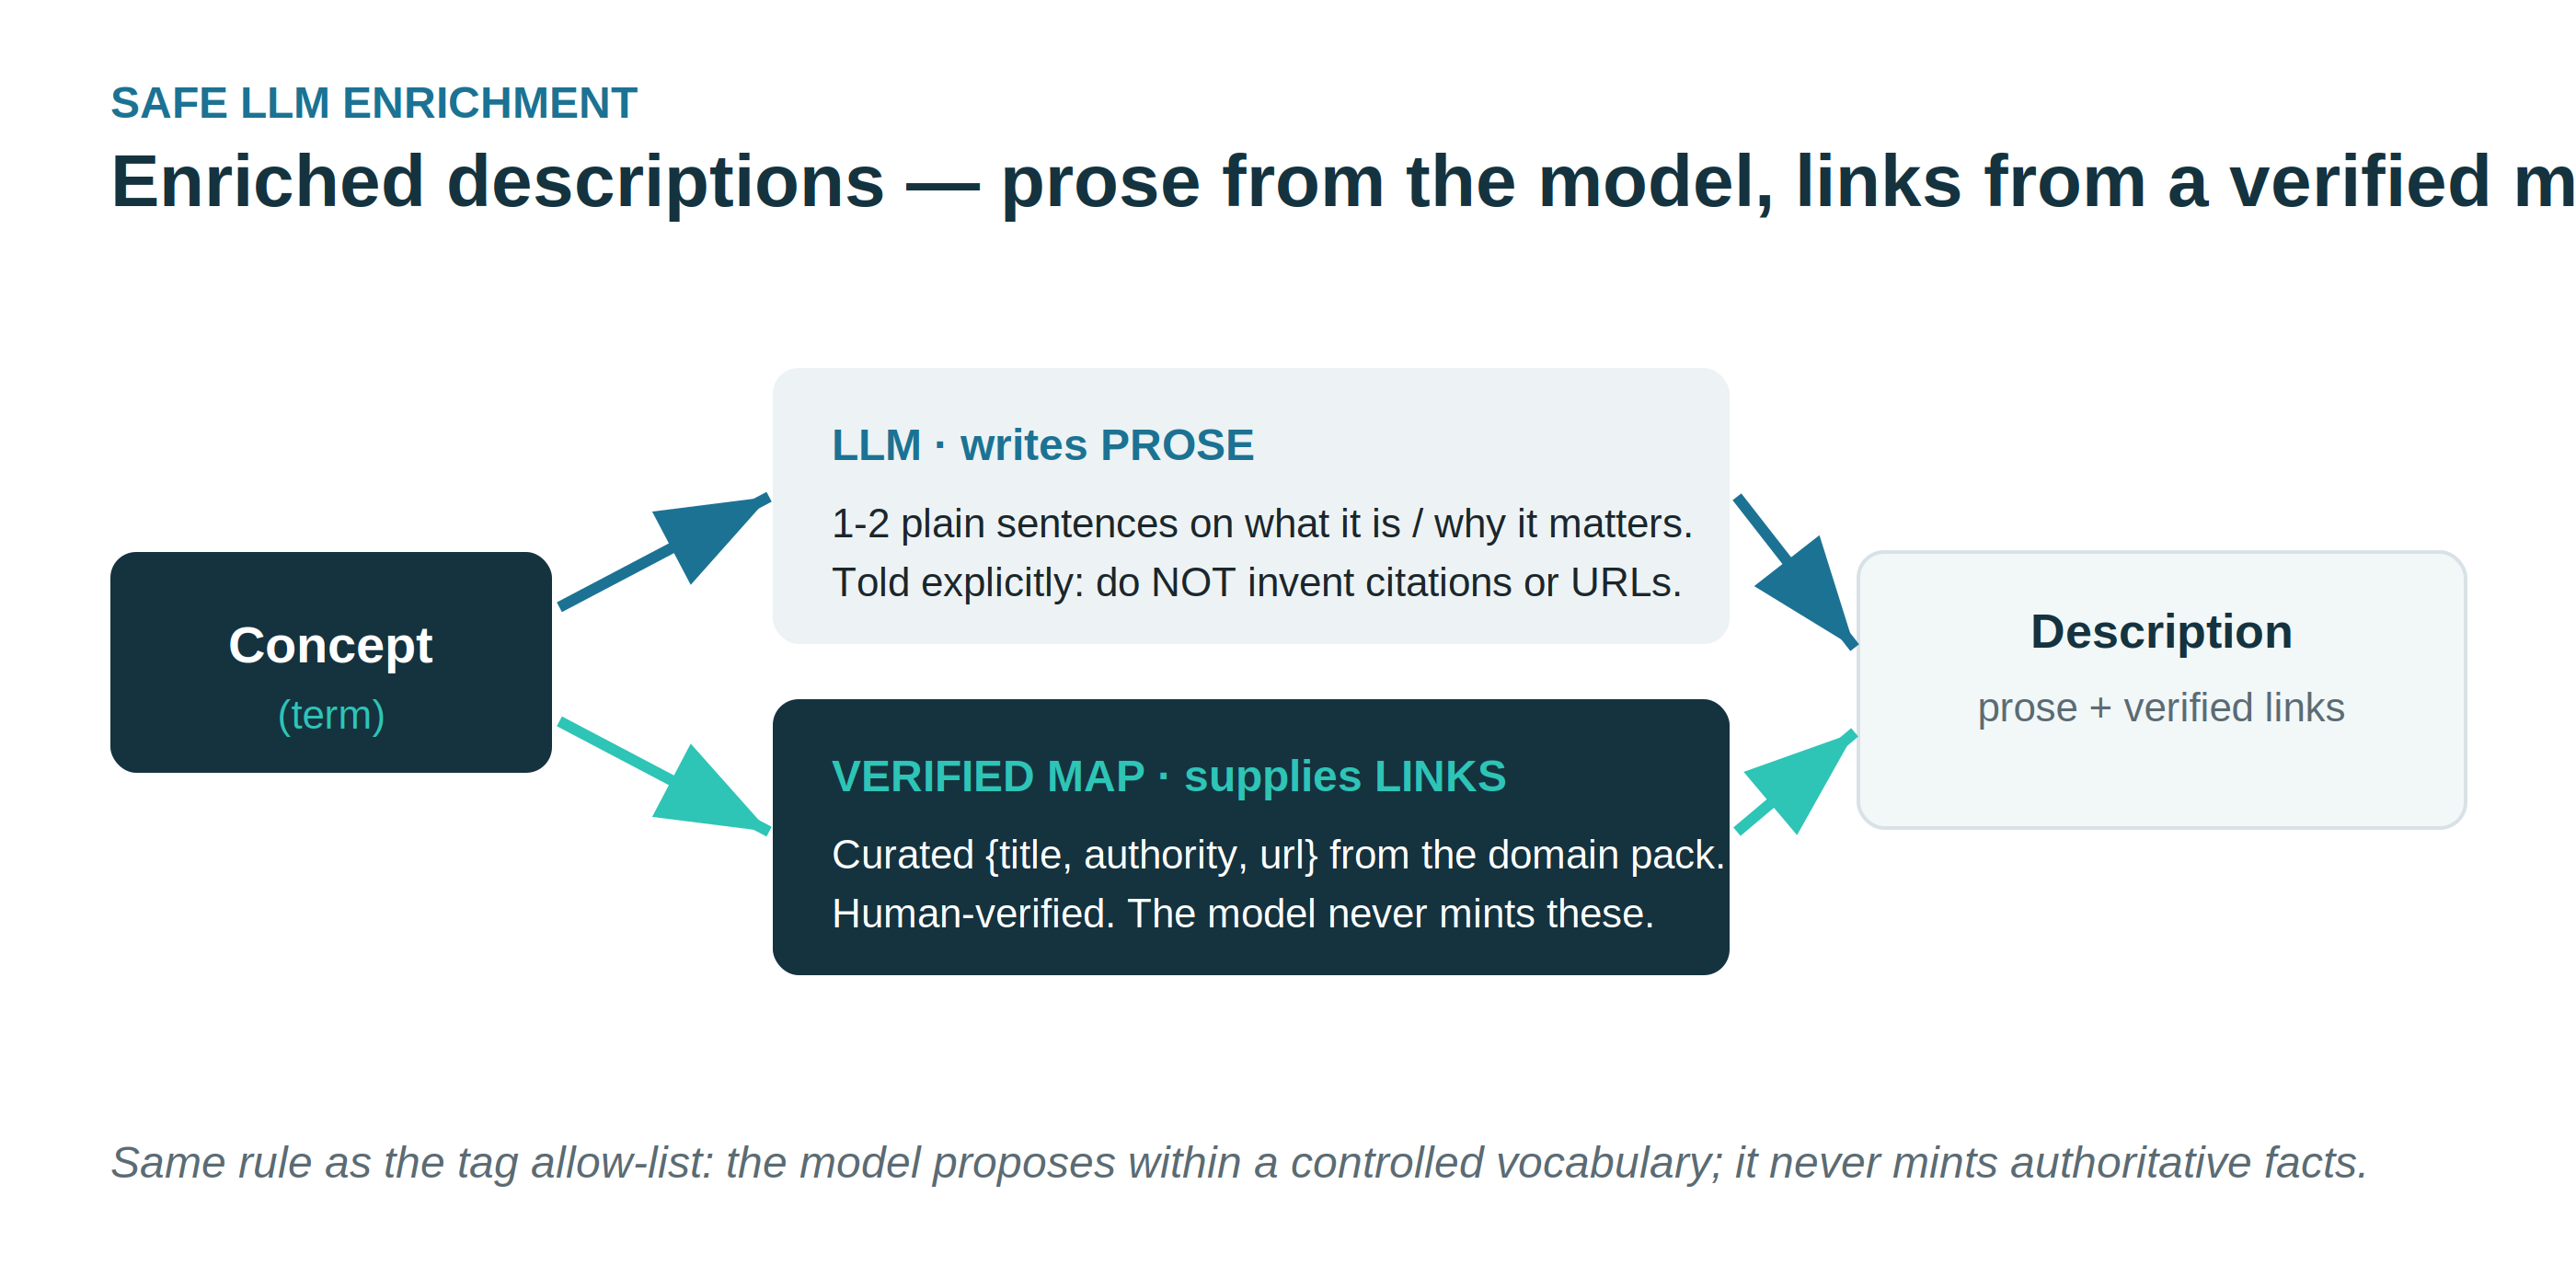 SAFE LLM ENRICHMENT
Enriched descriptions — prose from the model, links from a verified m
LLM · writes PROSE
1-2 plain sentences on what it is / why it matters.
Told explicitly: do NOT invent citations or URLs.
Concept
(term)
VERIFIED MAP · supplies LINKS
Curated {title, authority, url} from the domain pack.
Human-verified. The model never mints these.
Description
prose + verified links
Same rule as the tag allow-list: the model proposes within a controlled vocabulary; it never mints authoritative facts.